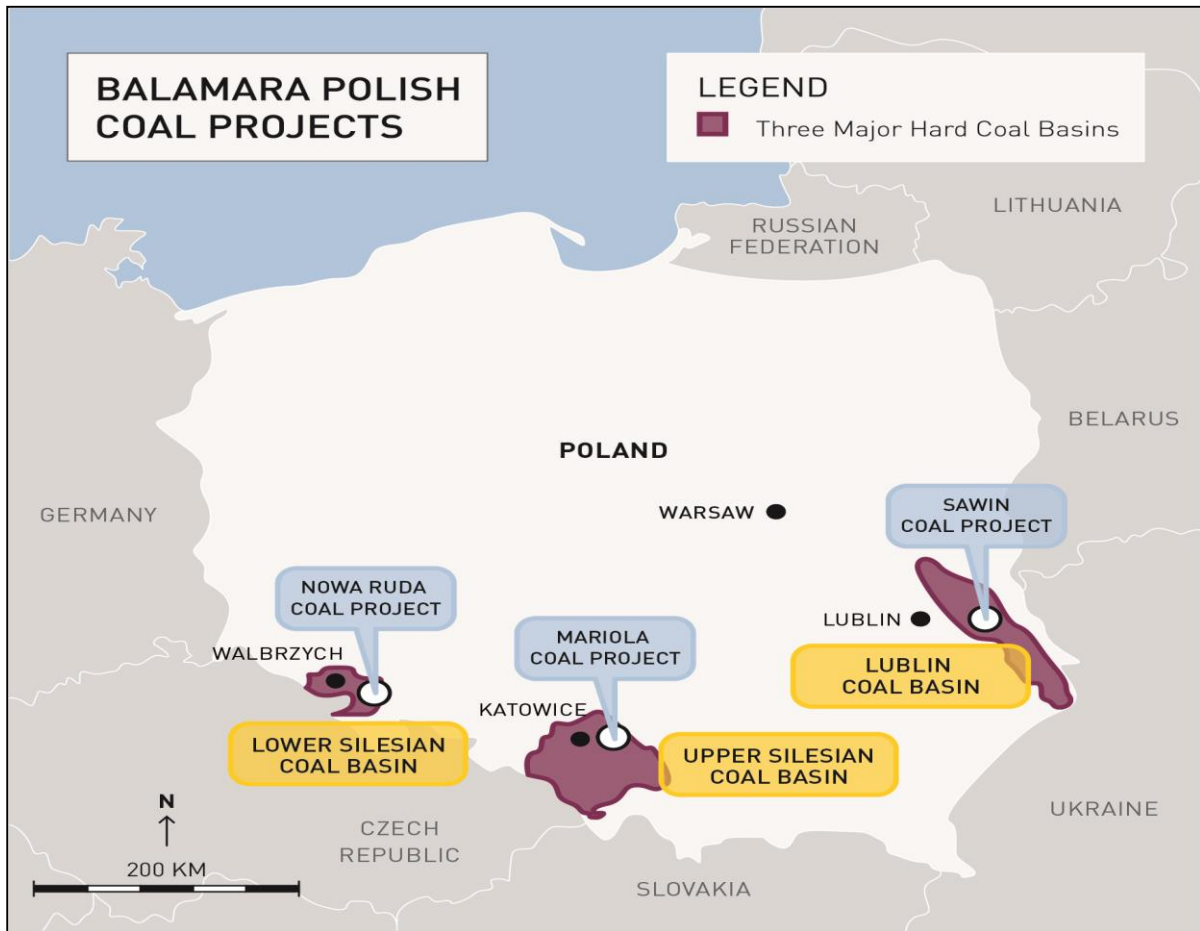 BALAMARA POLISH
COAL PROJECTS
LEGEND
Three Major Hard Coal Basins
LITHUANIA
RUSSIAN
FEDERATION
BELARUS
POLAND
GERMANY
WARSAW
SAWIN
COAL PROJECT
NOWA RUDA
COAL PROJECT
MARIOLA
COAL PROJECT
LUBLIN
WALBRZYCH
LUBLIN
COAL BASIN
KATOWICE
LOWER SILESIAN
COAL BASIN
UPPER SILESIAN
COAL BASIN
N
CZECH
REPUBLIC
UKRAINE
200 KM
SLOVAKIA